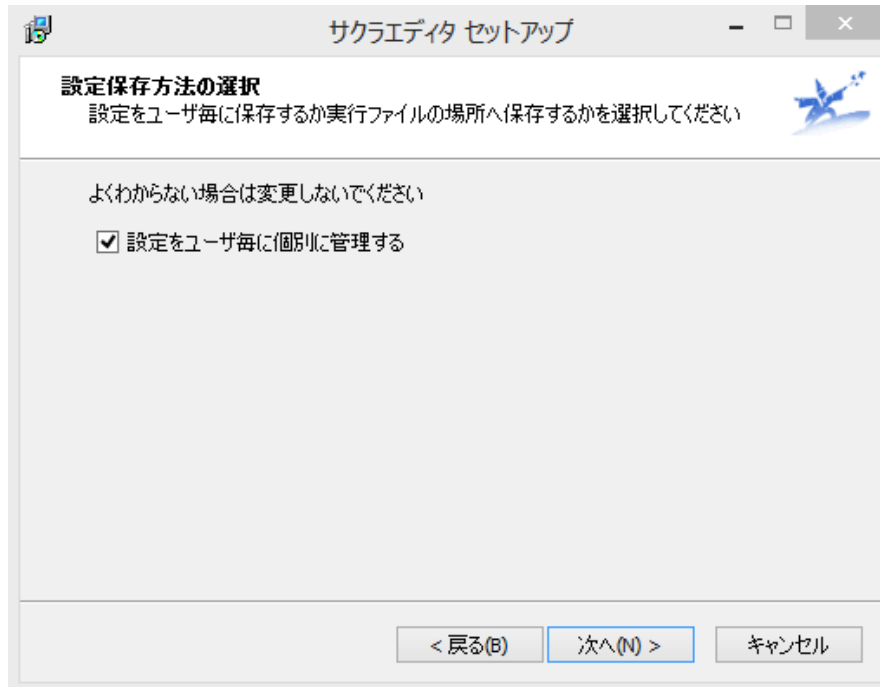 サクラエディタ セットアップ
設定保存方法の選択
設定をユーザ毎に保存するか実行ファイルの場所へ保存するかを選択してください
よくわからない場合は変更しないでください
設定をユーザ毎に個別に管理する
< 戻る(B)
次へ(N) >
キャンセル